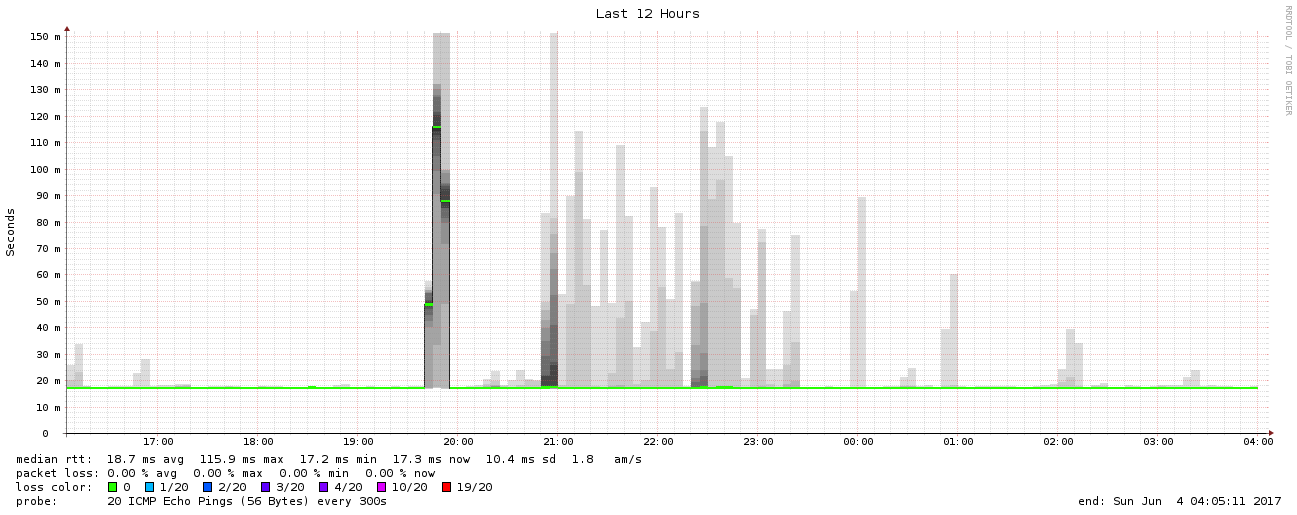 Last 12 Hours
RRDTOOL / TOBI OETIKER
Seconds
150 m
140 m
130 m
120 m
110 m
100 m
90 m
80 m
70 m
60 m
50 m
40 m
30 m
20 m
10 m
0
17:00 18:00 19:00 20:00 21:00 22:00 23:00 00:00 01:00 02:00 03:00 04:00
median rtt: 18.7 ms avg 115.9 ms max 17.2 ms min 17.3 ms now 10.4 ms sd 1.8 am/s
packet loss: 0.00 % avg 0.00 % max 0.00 % min 0.00 % now
loss color: 0 1/20 2/20 3/20 4/20 10/20 19/20
probe: 20 ICMP Echo Pings (56 Bytes) every 300s end: Sun Jun 4 04:05:11 2017